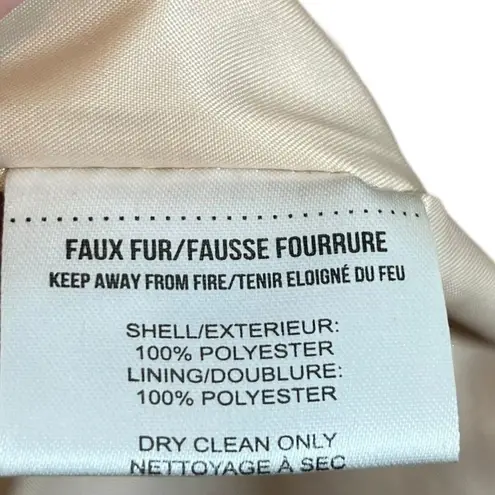 FAUX FUR/FAUSSE FOURRURE
KEEP AWAY FROM FIRE/TENIR ELOIGNÉ DU FEU
SHELL/EXTERIEUR:
100% POLYESTER
LINING/DOUBLURE:
100% POLYESTER
DRY CLEAN ONLY
NETTOYAGE À SEC